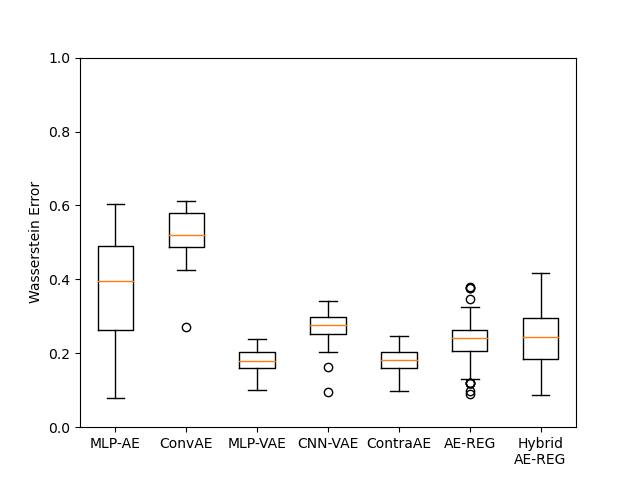 1.0
0.8
0.6
0.4
0.2
0.0
Wasserstein Error
MLP-AE ConvAE MLP-VAE CNN-VAE ContraAE AE-REG Hybrid
AE-REG